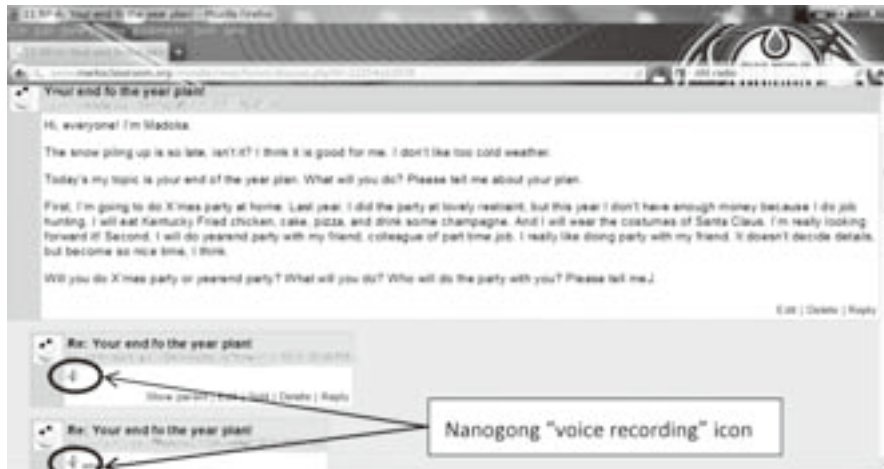 Your end fo the year plan!
Hi, everyone! I'm Madoka.
The snow piling up is so late, isn't it? I think it is good for me. I don't like too cold weather.
Today's my topic is your end of the year plan. What will you do? Please tell me about your plan.
First, I'm going to do X'mas party at home. Last year, I did the party at lovely restraint, but this year I don't have enough money because I do job
hunting. I will eat Kentucky Fried chicken, cake, pizza, and drink some champagne. And I will wear the costumes of Santa Claus. I'm really looking
forward it! Second, I will do yearend party with my friend, colleague of part time job. I really like doing party with my friend. It doesn't decide details,
but become so nice time, I think.
Will you do X'mas party or yearend party? What will you do? Who will do the party with you? Please tell me J
Edit | Delete | Reply
Re: Your end fo the year plan!
Show parent | Edit | Split | Delete | Reply
Nanogong "voice recording" icon
Re: Your end fo the year plan!